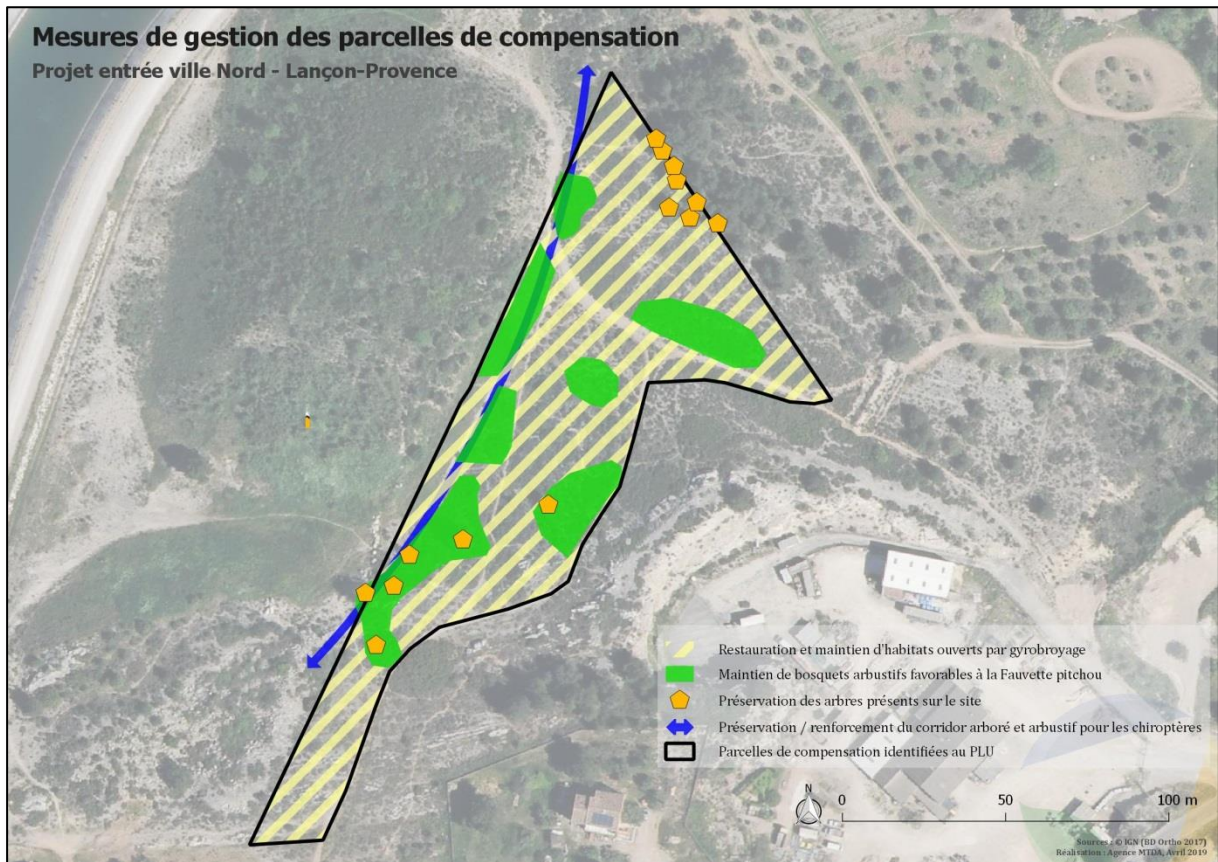 Mesures de gestion des parcelles de compensation
Projet entrée ville Nord - Lançon-Provence
Restauration et maintien d'habitats ouverts par gyrobroyage
Maintien de bosquets arbustifs favorables à la Fauvette pitchou
Préservation des arbres présents sur le site
Préservation / renforcement du corridor arboré et arbustif pour les chiroptères
Parcelles de compensation identifiées au PLU
N
0 50 100 m
Sources : © IGN (BD Ortho 2017)
Réalisation : Agence MTDA, Avril 2019